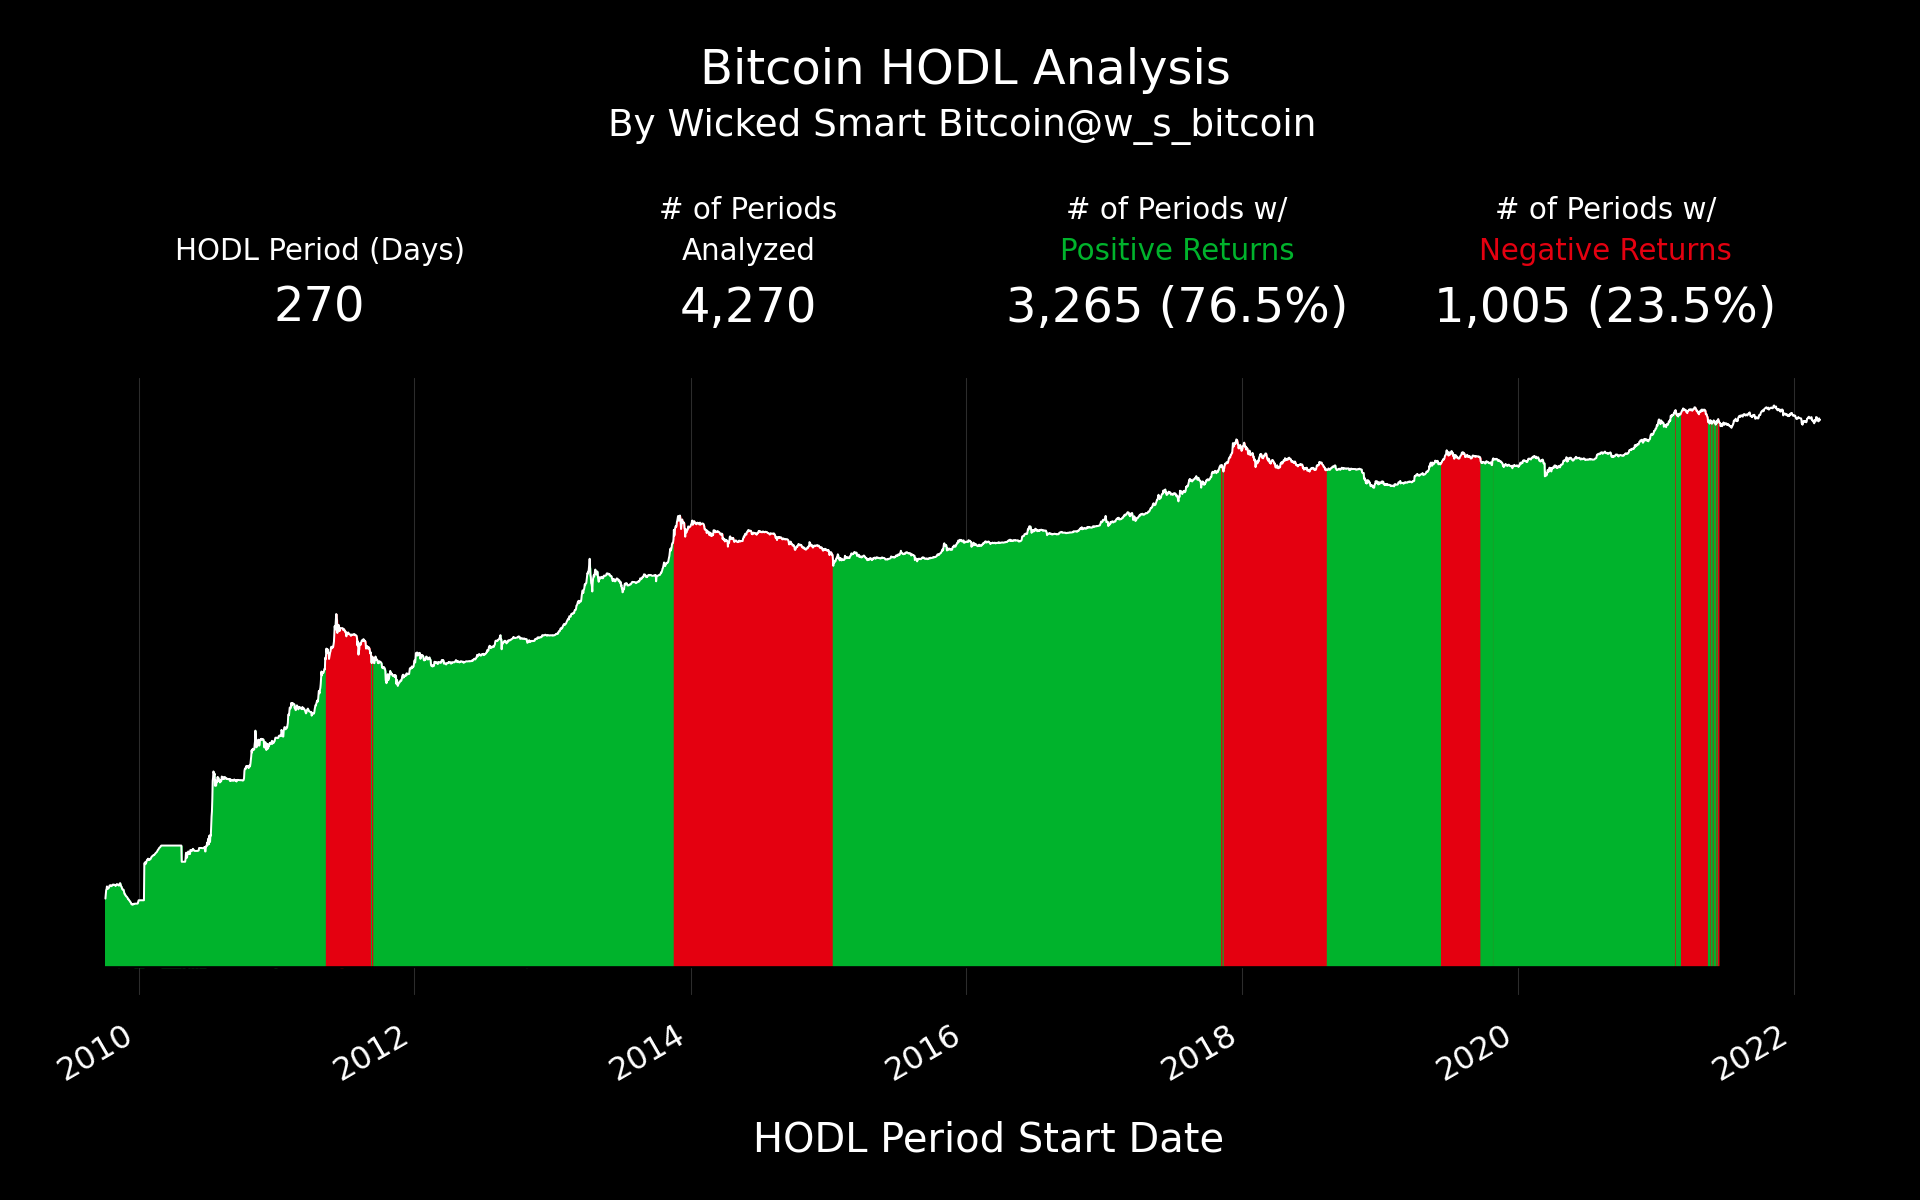 Bitcoin HODL Analysis
By Wicked Smart Bitcoin@w_s_bitcoin
HODL Period (Days)
270
# of Periods
Analyzed
4,270
# of Periods w/
Positive Returns
3,265 (76.5%)
# of Periods w/
Negative Returns
1,005 (23.5%)
2010
2012
2014
2016
2018
2020
2022
HODL Period Start Date